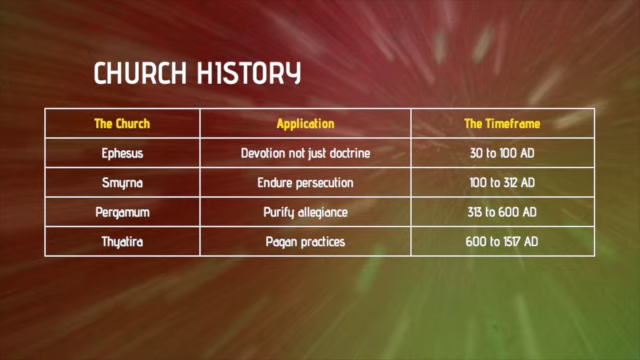 CHURCH HISTORY
The Church Application The Timeframe
Ephesus Devotion not just doctrine 30 to 100 AD
Smyrna Endure persecution 100 to 312 AD
Pergamum Purify allegiance 313 to 600 AD
Thyatira Pagan practices 600 to 1517 AD